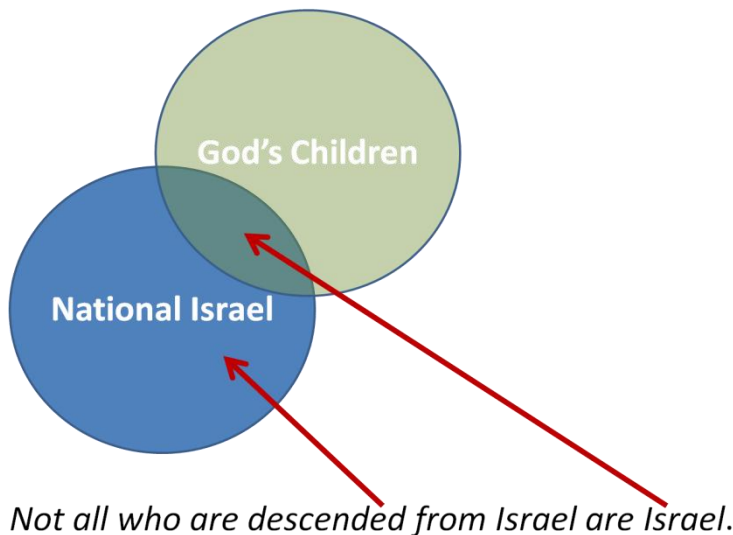 God’s Children
National Israel
Not all who are descended from Israel are Israel.